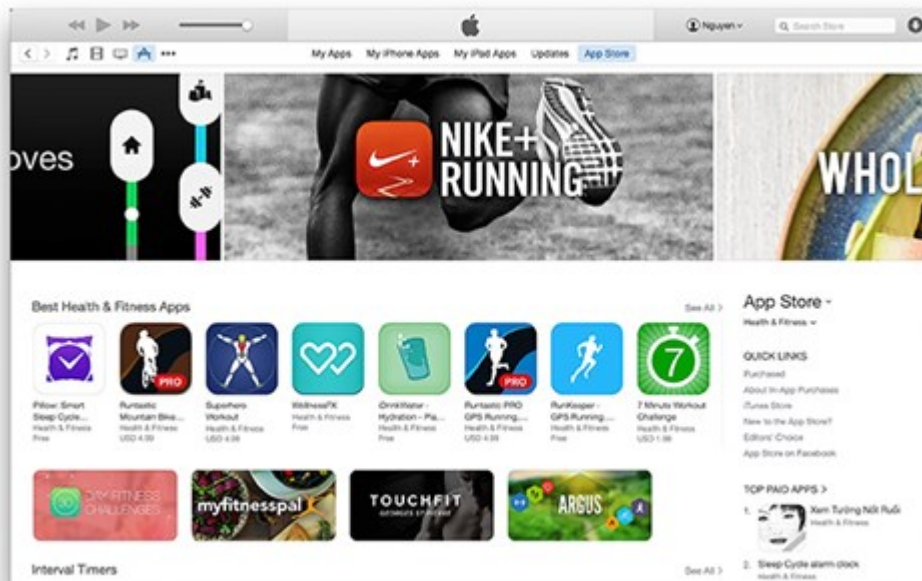 Nguyen
Search Store
My Apps
My iPhone Apps
My iPad Apps
Updates
App Store
oves
NIKE+
RUNNING
WHOL
Best Health & Fitness Apps
See All >
Pillow: Smart
Sleep Cycle...
Health & Fitness
Free
PRO
Runtastic
Mountain Bike...
Health & Fitness
USD 4.99
Superhero
Workout
Health & Fitness
USD 4.99
WellnessFX
Health & Fitness
Free
iDrinkWater -
Hydration - Pla...
Health & Fitness
Free
PRO
Runtastic PRO
GPS Running...
Health & Fitness
USD 4.99
RunKeeper -
GPS Running...
Health & Fitness
Free
7
7 Minute Workout
Challenge
Health & Fitness
USD 1.99
30
DAY FITNESS
CHALLENGES
myfitnesspal
TOUCHFIT
ARGUS
Interval Timers
See All >
App Store
Health & Fitness
QUICK LINKS
Purchased
About In-App Purchases
iTunes Store
New to the App Store?
Editors' Choice
App Store on Facebook
TOP PAID APPS >
1. Xem Tướng Nốt Ruồi
Health & Fitness
2. Sleep Cycle alarm clock
Health & Fitness